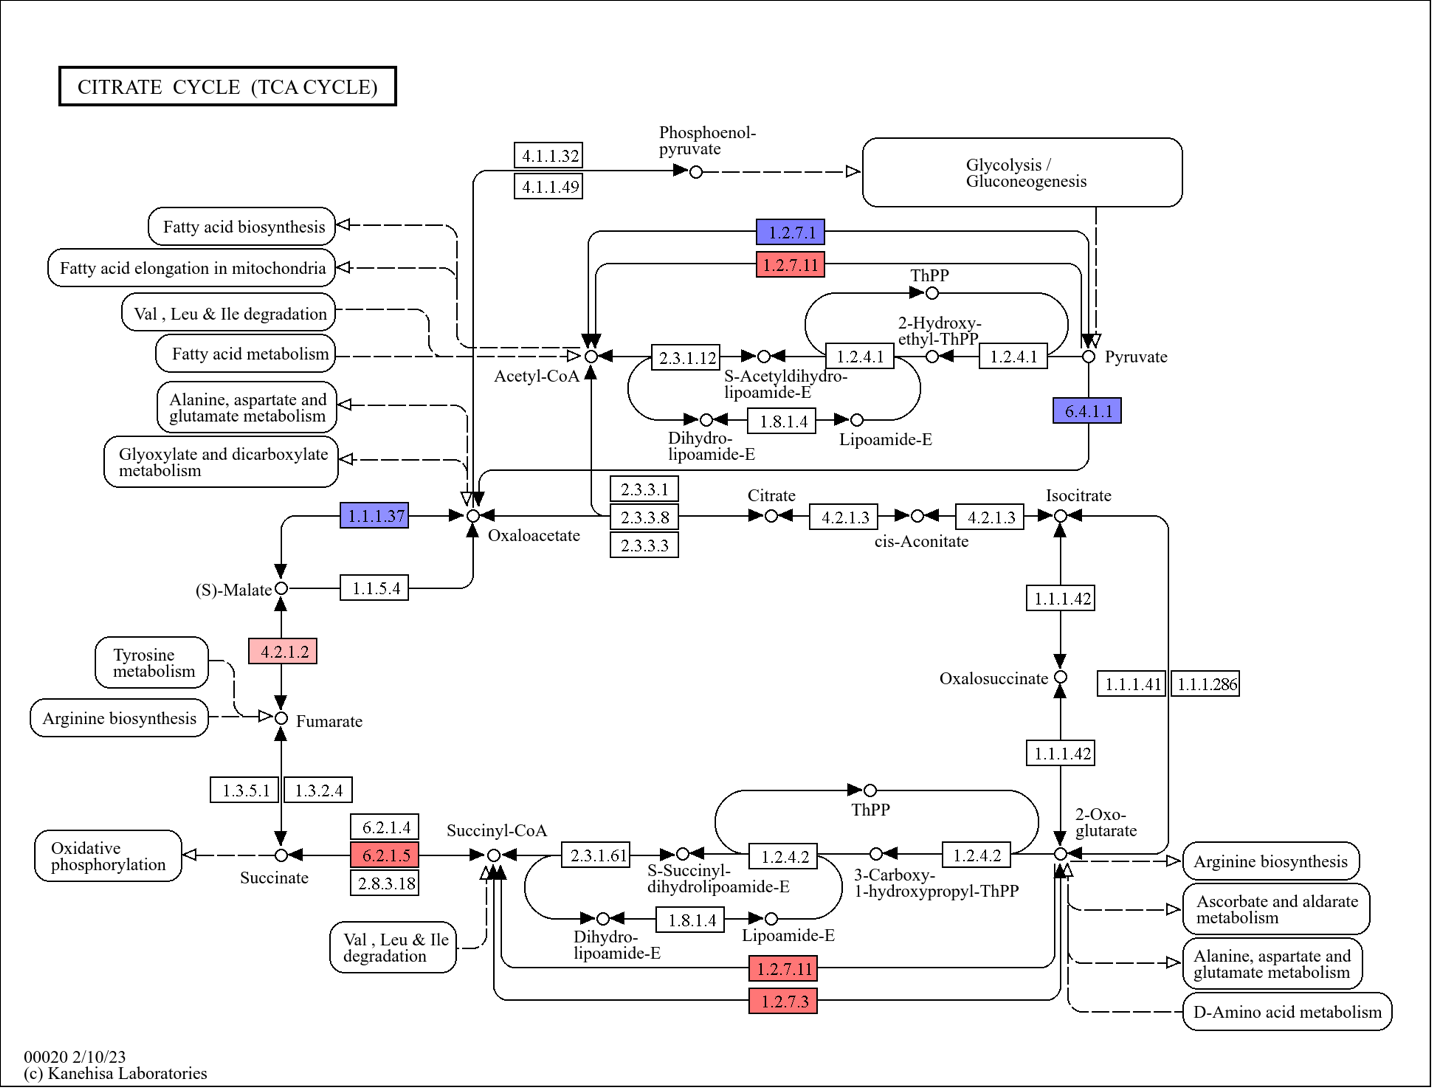 CITRATE CYCLE (TCA CYCLE)
Phosphoenol-
pyruvate
4.1.1.32
4.1.1.49
Glycolysis /
Gluconeogenesis
Fatty acid biosynthesis
1.2.7.1
Fatty acid elongation in mitochondria
1.2.7.11
ThPP
Val , Leu & Ile degradation
2-Hydroxy-
ethyl-ThPP
Fatty acid metabolism
2.3.1.12
1.2.4.1
1.2.4.1
Pyruvate
Acetyl-CoA
S-Acetyldihydro-
lipoamide-E
Alanine, aspartate and
glutamate metabolism
6.4.1.1
1.8.1.4
Dihydro-
lipoamide-E
Lipoamide-E
Glyoxylate and dicarboxylate
metabolism
2.3.3.1
Citrate
Isocitrate
1.1.1.37
2.3.3.8
4.2.1.3
4.2.1.3
Oxaloacetate
2.3.3.3
cis-Aconitate
(S)-Malate
1.1.5.4
1.1.1.42
4.2.1.2
Tyrosine
metabolism
Oxalosuccinate
1.1.1.41
1.1.1.286
Arginine biosynthesis
Fumarate
1.1.1.42
1.3.5.1
1.3.2.4
ThPP
2-Oxo-
glutarate
6.2.1.4
Succinyl-CoA
Oxidative
phosphorylation
6.2.1.5
2.3.1.61
1.2.4.2
1.2.4.2
Arginine biosynthesis
Succinate
2.8.3.18
S-Succinyl-
dihydrolipoamide-E
3-Carboxy-
1-hydroxypropyl-ThPP
Ascorbate and aldarate
metabolism
1.8.1.4
Val , Leu & Ile
degradation
Dihydro-
lipoamide-E
Lipoamide-E
Alanine, aspartate and
glutamate metabolism
1.2.7.11
1.2.7.3
D-Amino acid metabolism
00020 2/10/23
(c) Kanehisa Laboratories